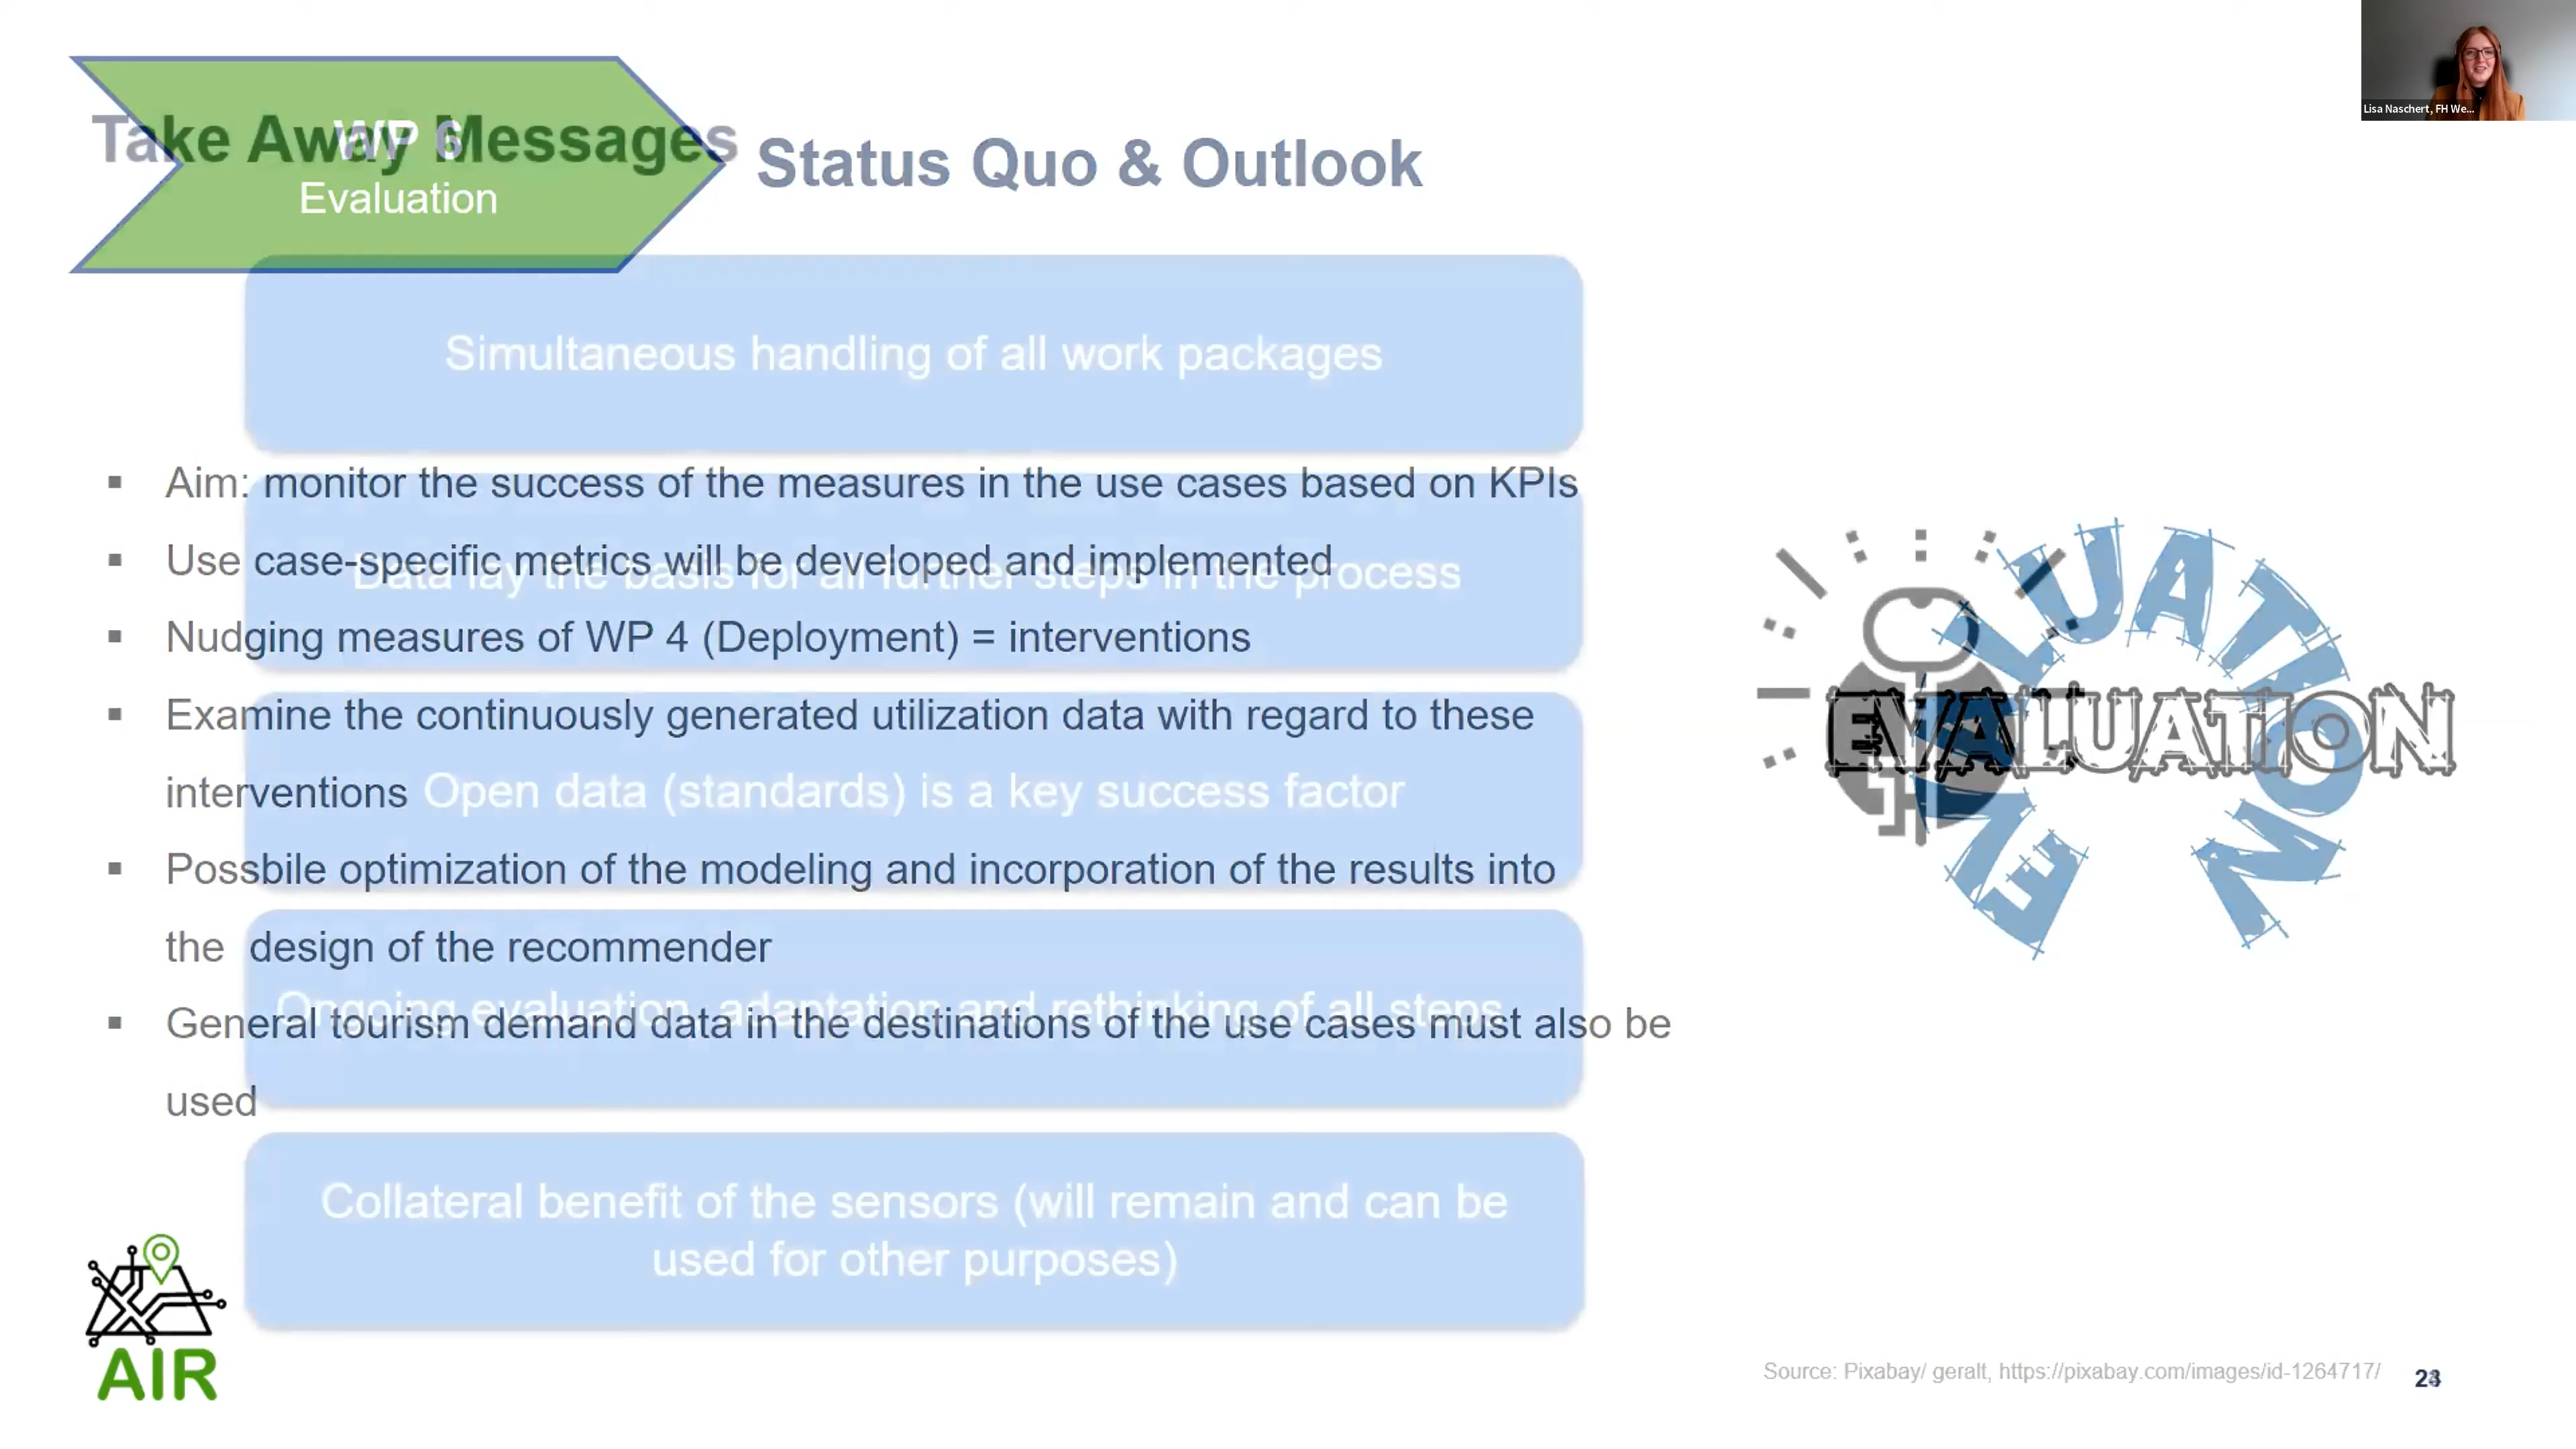 Lisa Naschert, FH We...
Take Away Messages
WP 6
Evaluation
Status Quo & Outlook
Simultaneous handling of all work packages
Aim: monitor the success of the measures in the use cases based on KPIs
Use case-specific metrics will be developed and implemented
Data lay the basis for all further steps in the process
Nudging measures of WP 4 (Deployment) = interventions
Examine the continuously generated utilization data with regard to these
interventions
Open data (standards) is a key success factor
Possbile optimization of the modeling and incorporation of the results into
the design of the recommender
Ongoing evaluation, adaptation and rethinking of all steps
General tourism demand data in the destinations of the use cases must also be
used
Collateral benefit of the sensors (will remain and can be
used for other purposes)
EVALUATION
EVALUATION
AIR
Source: Pixabay/ geralt, https://pixabay.com/images/id-1264717/